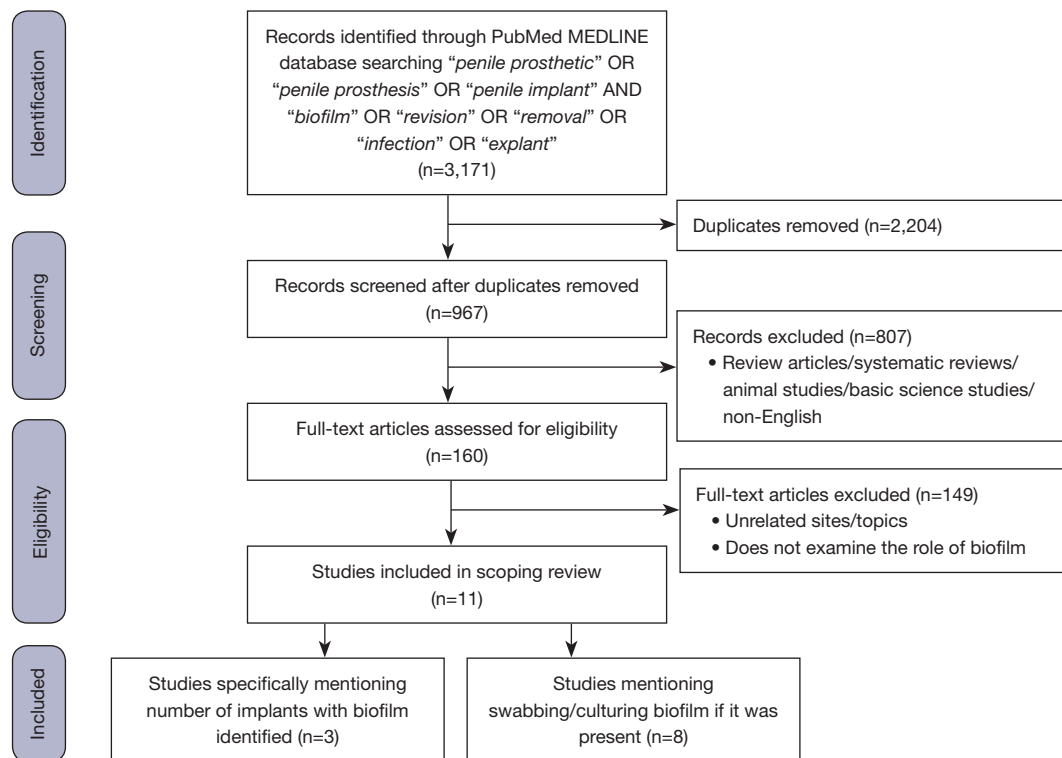 Identification
Records identified through PubMed MEDLINE
database searching “penile prosthetic” OR
“penile prosthesis” OR “penile implant” AND
“biofilm” OR “revision” OR “removal” OR
“infection” OR “explant”
(n=3,171)
Duplicates removed (n=2,204)
Screening
Records screened after duplicates removed
(n=967)
Records excluded (n=807)
• Review articles/systematic reviews/
animal studies/basic science studies/
non-English
Eligibility
Full-text articles assessed for eligibility
(n=160)
Full-text articles excluded (n=149)
• Unrelated sites/topics
• Does not examine the role of biofilm
Studies included in scoping review
(n=11)
Included
Studies specifically mentioning
number of implants with biofilm
identified (n=3)
Studies mentioning
swabbing/culturing biofilm if it was
present (n=8)